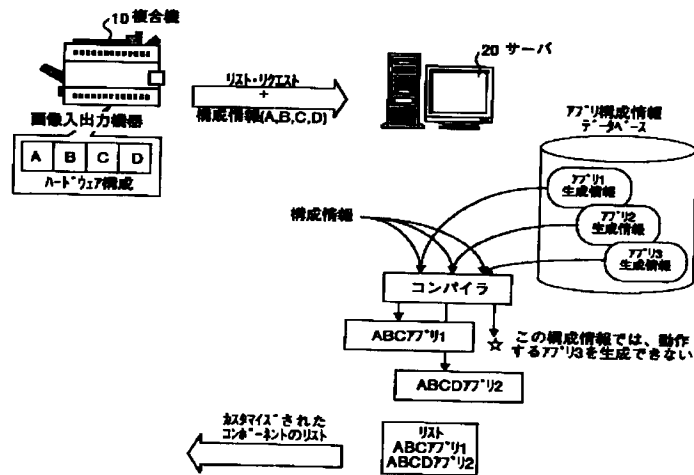 10 複合機
20 サーバ
リスト・リクエスト
+
構成情報(A,B,C,D)
画像入出力機器
A B C D
ハードウェア構成
アプリ構成情報
データベース
アプリ1
生成情報
アプリ2
生成情報
アプリ3
生成情報
構成情報
コンパイラ
ABCアプリ1
☆ この構成情報では、動作
するアプリ3を生成できない
ABCDアプリ2
カスタマイズされた
コンポーネントのリスト
リスト
ABCアプリ1
ABCDアプリ2